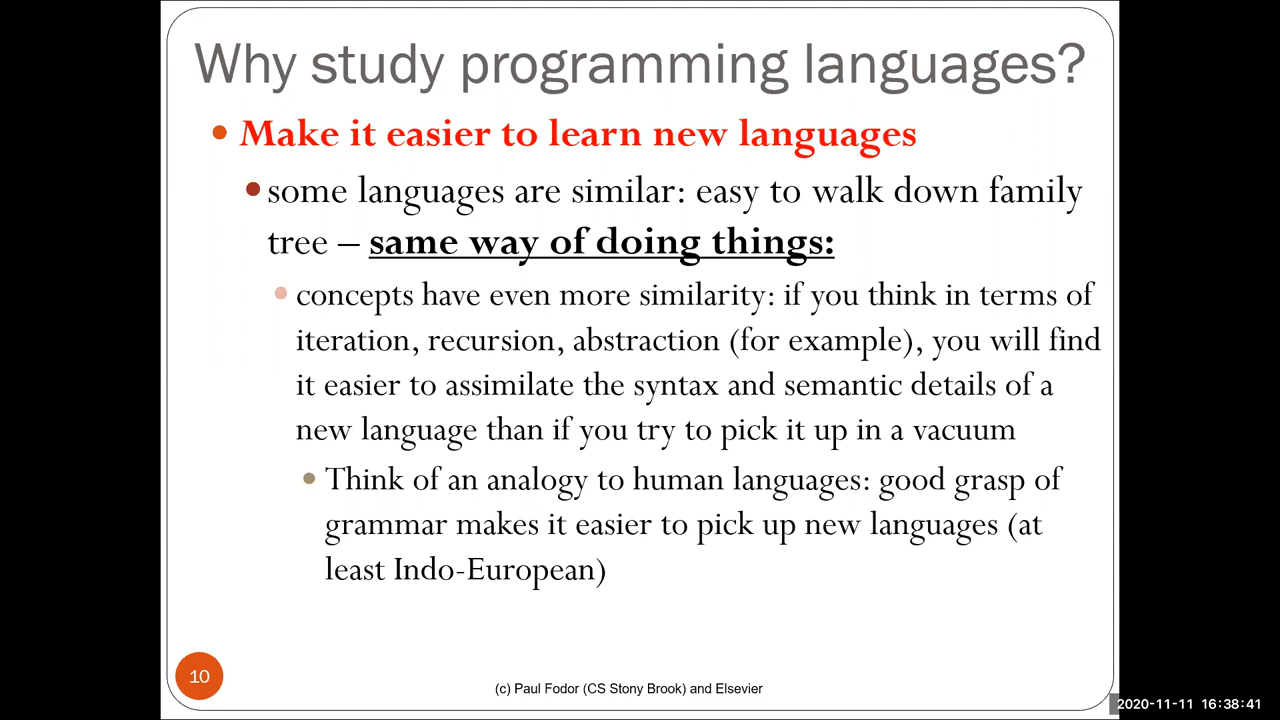 Why study programming languages?
Make it easier to learn new languages
some languages are similar: easy to walk down family
tree – same way of doing things:
concepts have even more similarity: if you think in terms of
iteration, recursion, abstraction (for example), you will find
it easier to assimilate the syntax and semantic details of a
new language than if you try to pick it up in a vacuum
Think of an analogy to human languages: good grasp of
grammar makes it easier to pick up new languages (at
least Indo-European)
10
(c) Paul Fodor (CS Stony Brook) and Elsevier
2020-11-11 16:38:41